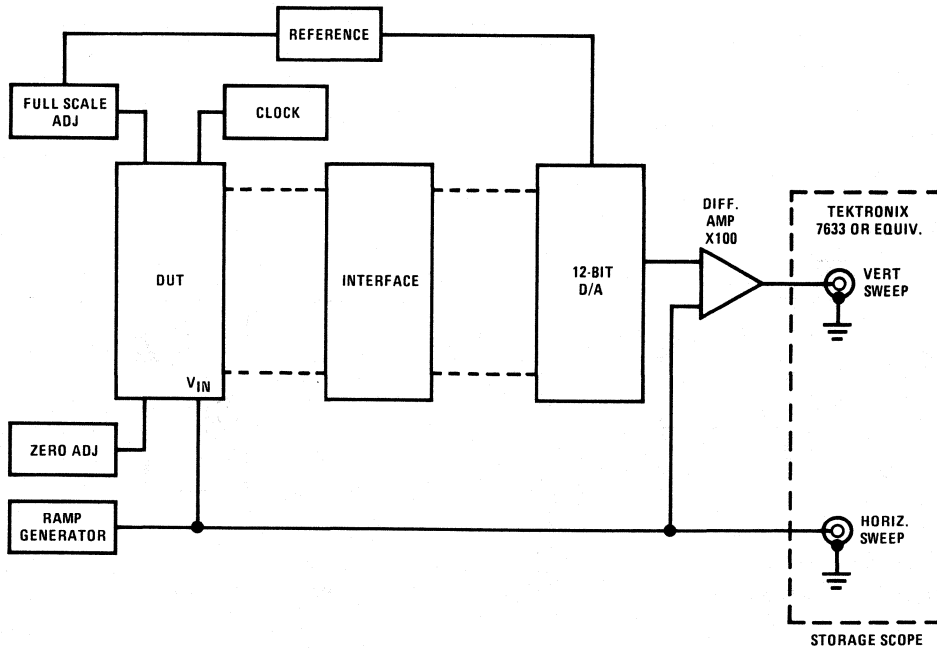 REFERENCE
FULL SCALE
ADJ
CLOCK
DUT
INTERFACE
12-BIT
D/A
DIFF.
AMP
X100
TEKTRONIX
7633 OR EQUIV.
VERT
SWEEP
VIN
ZERO ADJ
RAMP
GENERATOR
HORIZ.
SWEEP
STORAGE SCOPE